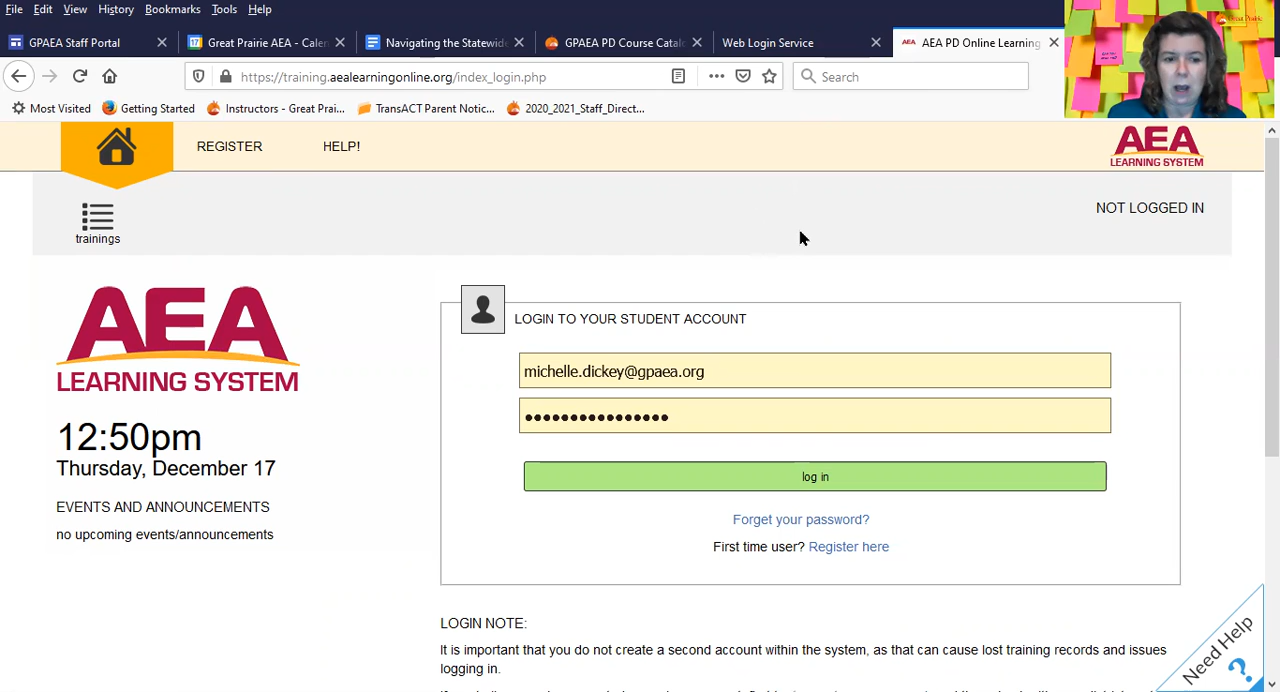 File Edit View History Bookmarks Tools Help
GPAEA Staff Portal
Great Prairie AEA - Calen
Navigating the Statewid
GPAEA PD Course Catal
Web Login Service
AEA PD Online Learning
https://training.aealearningonline.org/index_login.php
Search
Most Visited
Getting Started
Instructors - Great Prai...
TransACT Parent Notic...
2020_2021_Staff_Direct...
Great Prairie
REGISTER
HELP!
AEA
LEARNING SYSTEM
trainings
NOT LOGGED IN
AEA
LEARNING SYSTEM
12:50pm
Thursday, December 17
EVENTS AND ANNOUNCEMENTS
no upcoming events/announcements
LOGIN TO YOUR STUDENT ACCOUNT
michelle.dickey@gpaea.org
log in
Forget your password?
First time user? Register here
LOGIN NOTE:
It is important that you do not create a second account within the system, as that can cause lost training records and issues
logging in.
Need Help
?